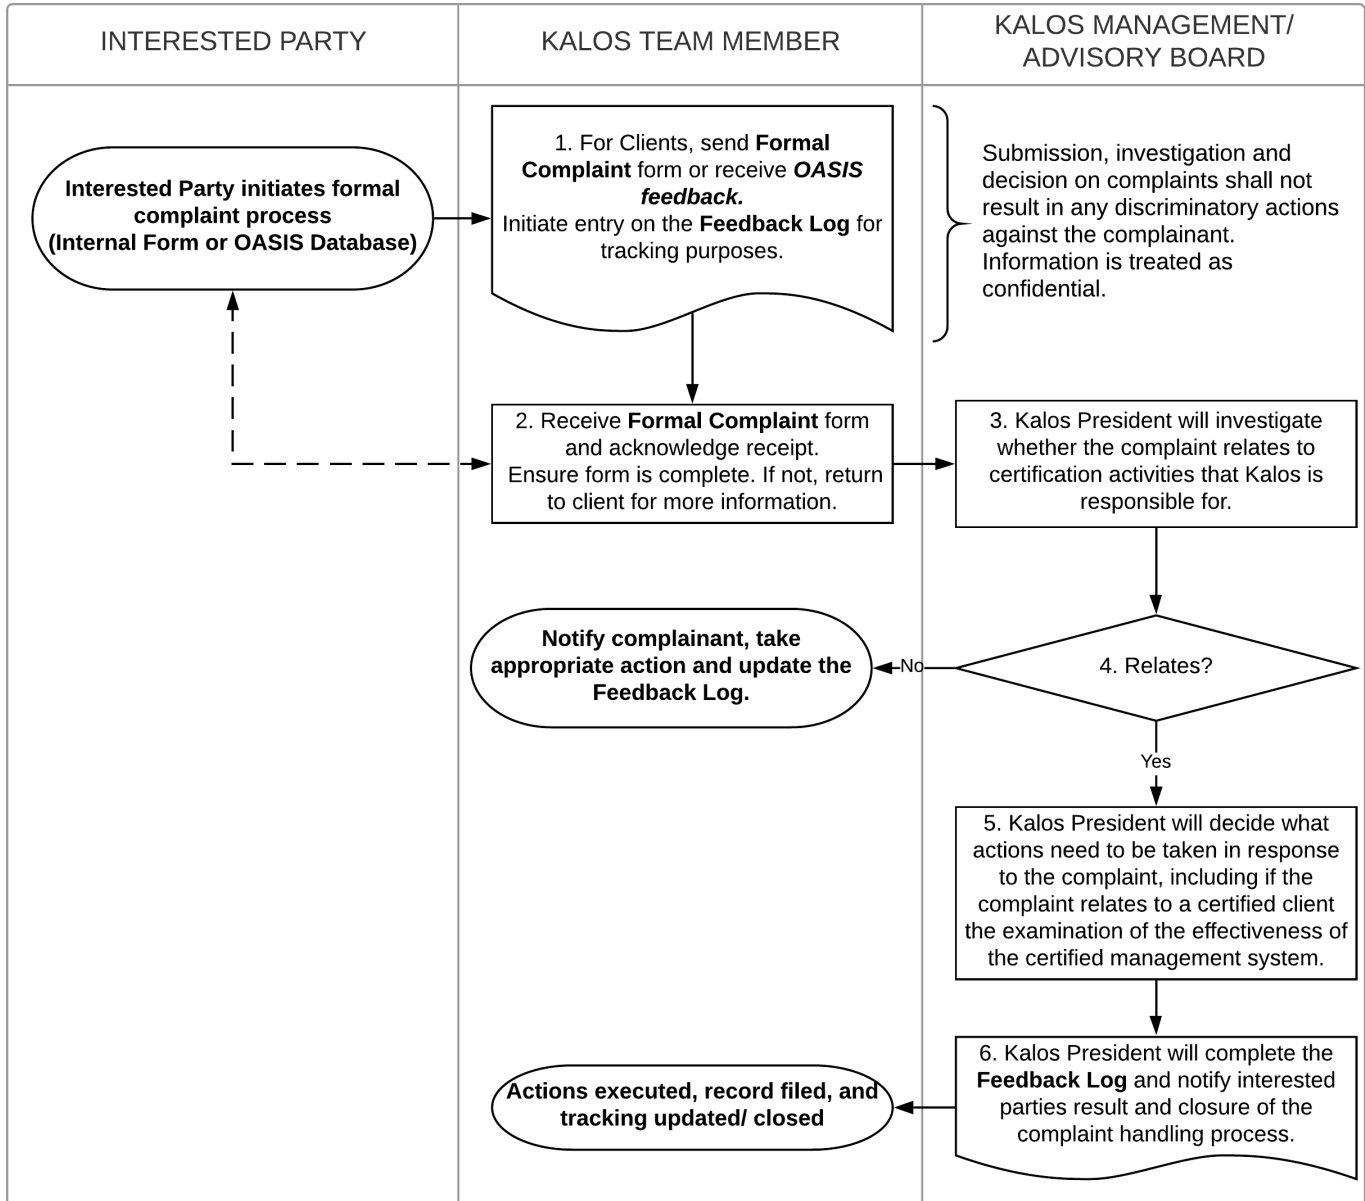 INTERESTED PARTY
KALOS TEAM MEMBER
KALOS MANAGEMENT/
ADVISORY BOARD
Interested Party initiates formal
complaint process
(Internal Form or OASIS Database)
1. For Clients, send Formal
Complaint form or receive OASIS
feedback.
Initiate entry on the Feedback Log for
tracking purposes.
Submission, investigation and
decision on complaints shall not
result in any discriminatory actions
against the complainant.
Information is treated as
confidential.
2. Receive Formal Complaint form
and acknowledge receipt.
Ensure form is complete. If not, return
to client for more information.
3. Kalos President will investigate
whether the complaint relates to
certification activities that Kalos is
responsible for.
Notify complainant, take
appropriate action and update the
Feedback Log.
No
4. Relates?
Yes
5. Kalos President will decide what
actions need to be taken in response
to the complaint, including if the
complaint relates to a certified client
the examination of the effectiveness of
the certified management system.
6. Kalos President will complete the
Feedback Log and notify interested
parties result and closure of the
complaint handling process.
Actions executed, record filed, and
tracking updated/ closed